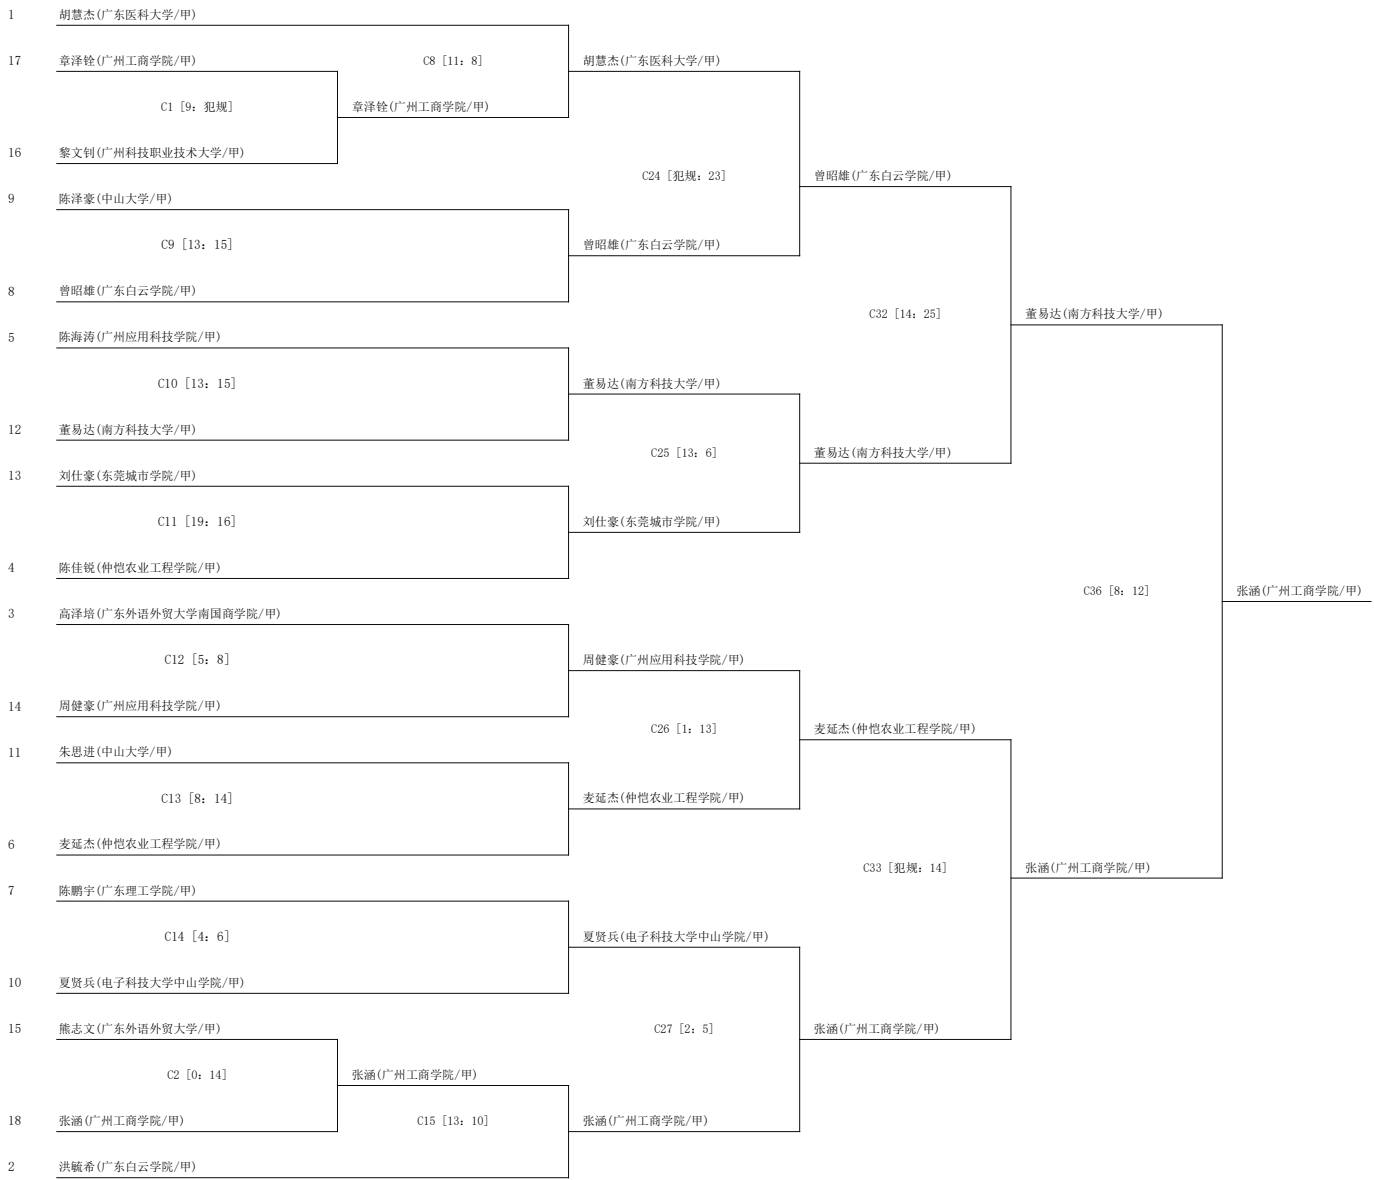 1 胡慧杰(广东医科大学/甲)
17 章泽铨(广州工商学院/甲) C8 [11: 8] 胡慧杰(广东医科大学/甲)
C1 [9: 犯规] 章泽铨(广州工商学院/甲)
16 黎文钊(广州科技职业技术大学/甲)
C24 [犯规: 23] 曾昭雄(广东白云学院/甲)
9 陈泽豪(中山大学/甲)
C9 [13: 15] 曾昭雄(广东白云学院/甲)
8 曾昭雄(广东白云学院/甲)
C32 [14: 25] 董易达(南方科技大学/甲)
5 陈海涛(广州应用科技学院/甲)
C10 [13: 15] 董易达(南方科技大学/甲)
12 董易达(南方科技大学/甲)
C25 [13: 6] 董易达(南方科技大学/甲)
13 刘仕豪(东莞城市学院/甲)
C11 [19: 16] 刘仕豪(东莞城市学院/甲)
4 陈佳锐(仲恺农业工程学院/甲)
C36 [8: 12] 张涵(广州工商学院/甲)
3 高泽培(广东外语外贸大学南国商学院/甲)
C12 [5: 8] 周健豪(广州应用科技学院/甲)
14 周健豪(广州应用科技学院/甲)
C26 [1: 13] 麦延杰(仲恺农业工程学院/甲)
11 朱思进(中山大学/甲)
C13 [8: 14] 麦延杰(仲恺农业工程学院/甲)
6 麦延杰(仲恺农业工程学院/甲)
C33 [犯规: 14] 张涵(广州工商学院/甲)
7 陈鹏宇(广东理工学院/甲)
C14 [4: 6] 夏贤兵(电子科技大学中山学院/甲)
10 夏贤兵(电子科技大学中山学院/甲)
15 熊志文(广东外语外贸大学/甲) C27 [2: 5] 张涵(广州工商学院/甲)
C2 [0: 14] 张涵(广州工商学院/甲)
18 张涵(广州工商学院/甲) C15 [13: 10] 张涵(广州工商学院/甲)
2 洪毓希(广东白云学院/甲)